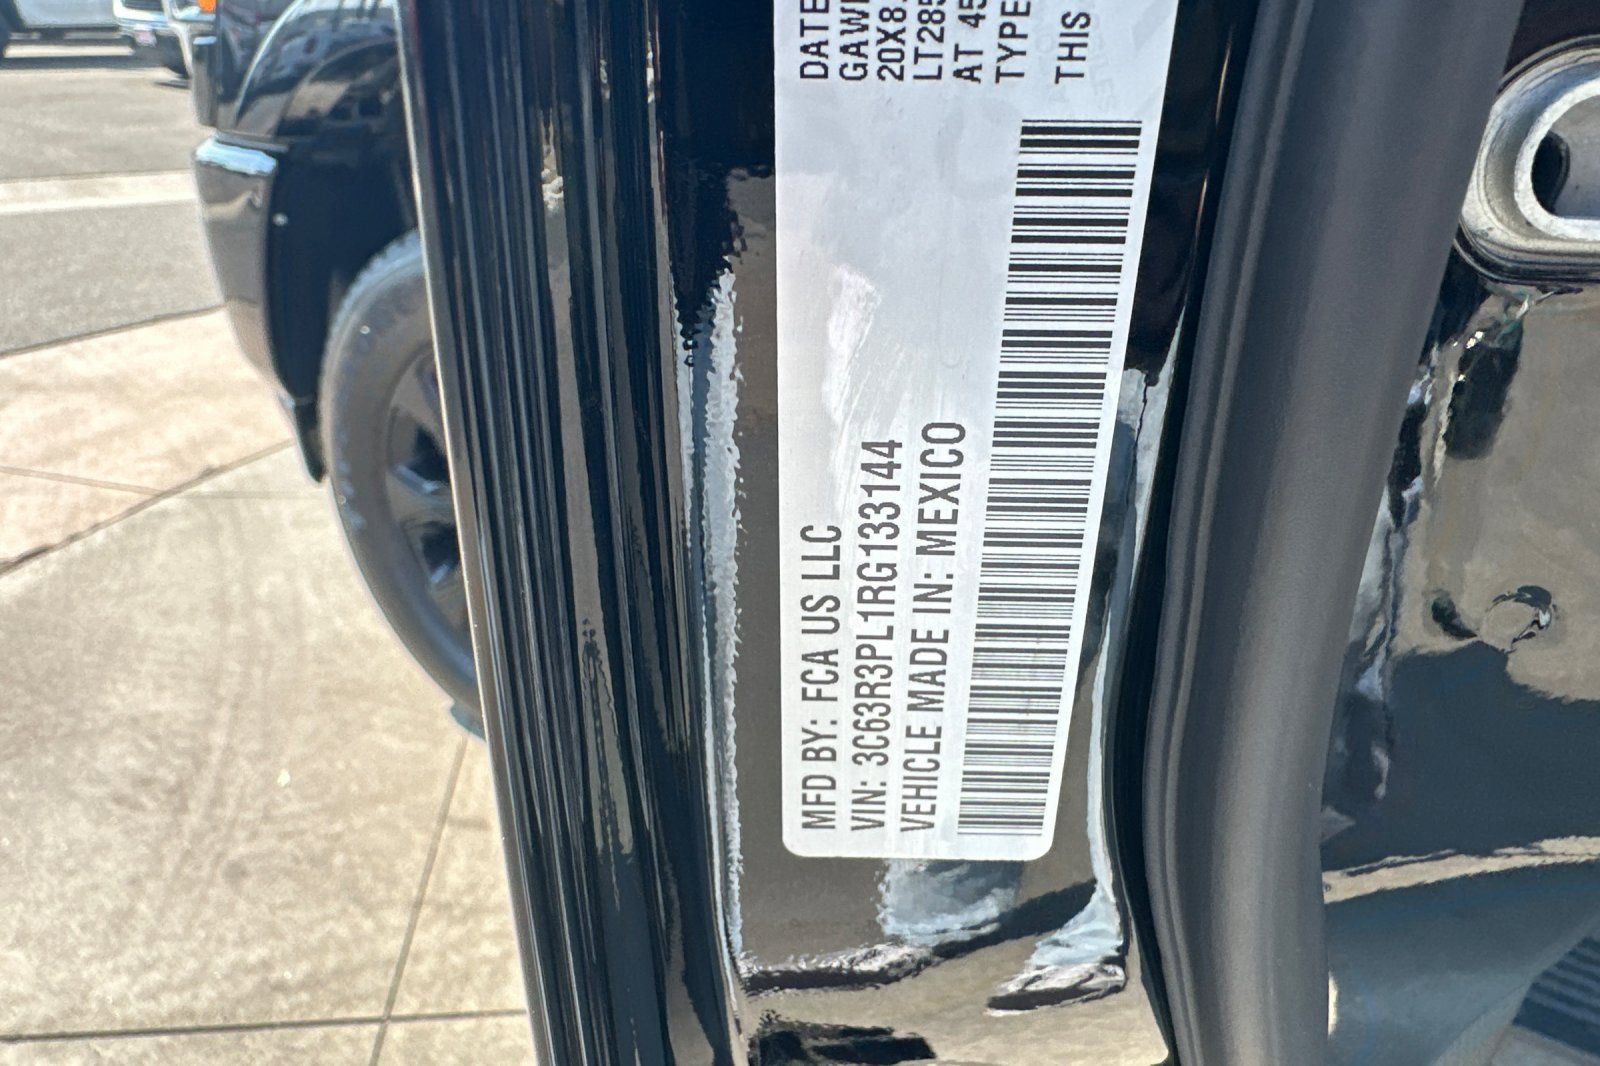 MFD BY: FCA US LLC
VIN: 3C63R3PL1RG133144
VEHICLE MADE IN: MEXICO
DATE
GAW
20X8.
LT285
AT 45
TYPE
THIS